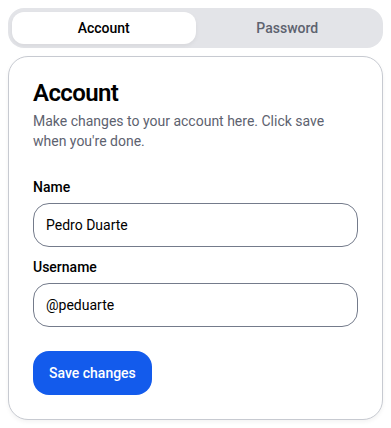 Account
Password
Account
Make changes to your account here. Click save
when you're done.
Name
Pedro Duarte
Username
@peduarte
Save changes